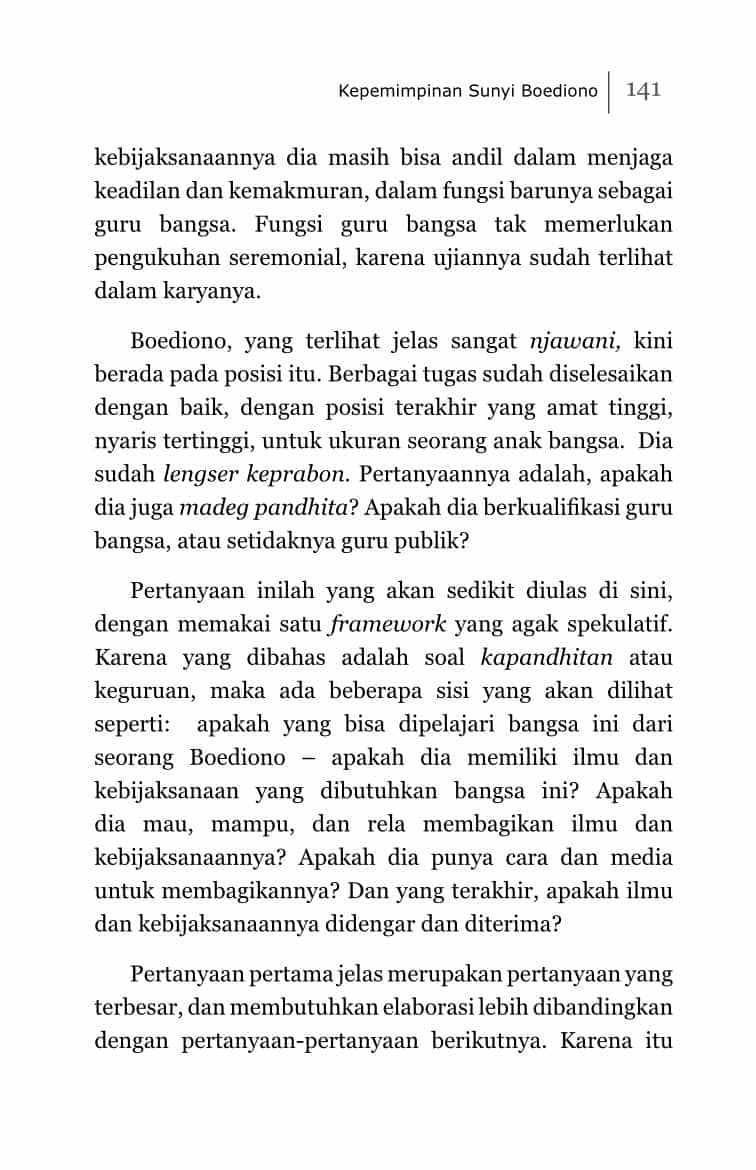 Kepemimpinan Sunyi Boediono 141
kebijaksanaannya dia masih bisa andil dalam menjaga
keadilan dan kemakmuran, dalam fungsi barunya sebagai
guru bangsa. Fungsi guru bangsa tak memerlukan
pengukuhan seremonial, karena ujiannya sudah terlihat
dalam karyanya.
Boediono, yang terlihat jelas sangat njawani, kini
berada pada posisi itu. Berbagai tugas sudah diselesaikan
dengan baik, dengan posisi terakhir yang amat tinggi,
nyaris tertinggi, untuk ukuran seorang anak bangsa.  Dia
sudah lengser keprabon. Pertanyaannya adalah, apakah
dia juga madeg pandhita? Apakah dia berkualifikasi guru
bangsa, atau setidaknya guru publik?
Pertanyaan inilah yang akan sedikit diulas di sini,
dengan memakai satu framework yang agak spekulatif.
Karena yang dibahas adalah soal kapandhitan atau
keguruan, maka ada beberapa sisi yang akan dilihat
seperti:  apakah yang bisa dipelajari bangsa ini dari
seorang Boediono – apakah dia memiliki ilmu dan
kebijaksanaan yang dibutuhkan bangsa ini? Apakah
dia mau, mampu, dan rela membagikan ilmu dan
kebijaksanaannya? Apakah dia punya cara dan media
untuk membagikannya? Dan yang terakhir, apakah ilmu
dan kebijaksanaannya didengar dan diterima?
Pertanyaan pertama jelas merupakan pertanyaan yang
terbesar, dan membutuhkan elaborasi lebih dibandingkan
dengan pertanyaan-pertanyaan berikutnya. Karena itu